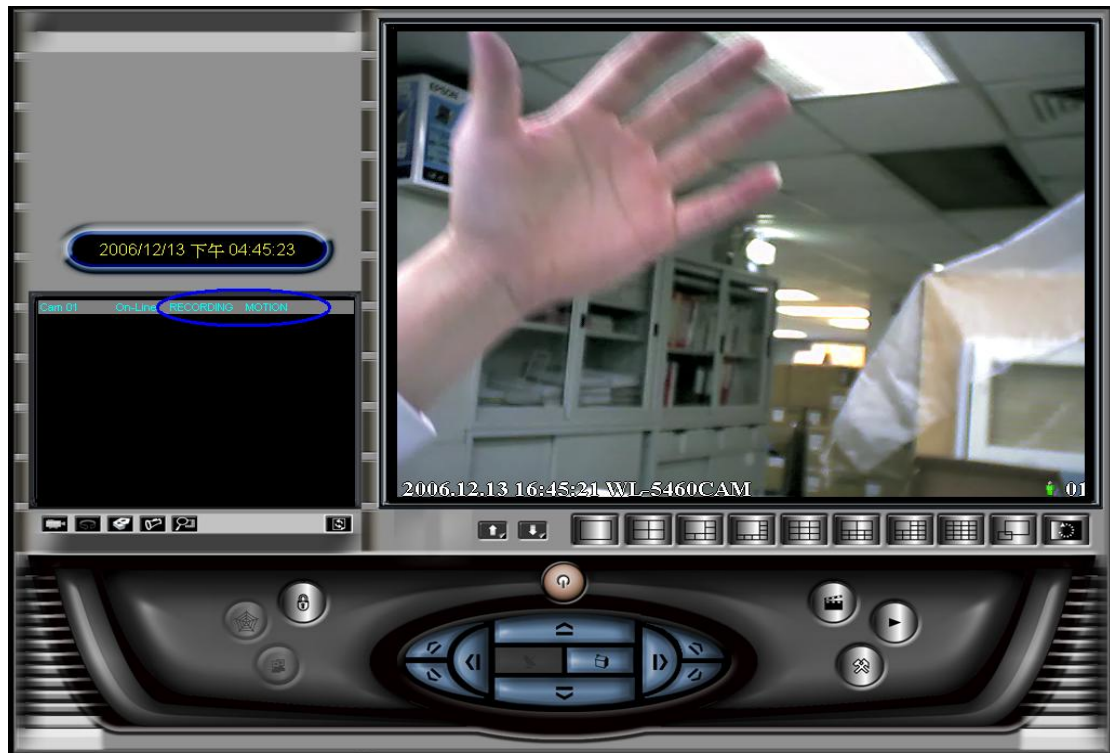 EPSON
2006/12/13 下午 04:45:23
Cam 01 On-Line RECORDING MOTION
2006.12.13 16:45:21 WL-5460CAM 01